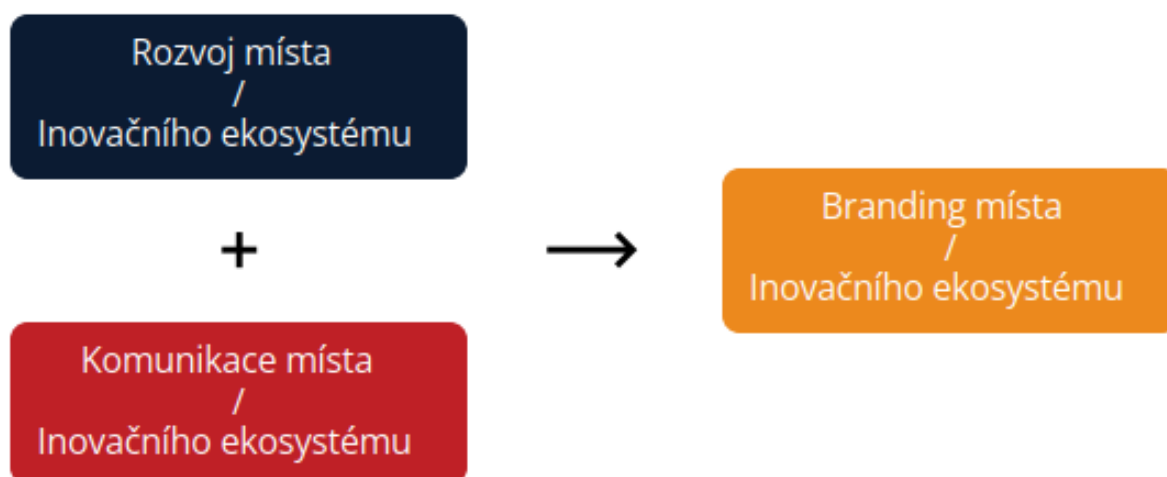 Rozvoj místa
/
Inovačního ekosystému
+
Komunikace místa
/
Inovačního ekosystému
→
Branding místa
/
Inovačního ekosystému